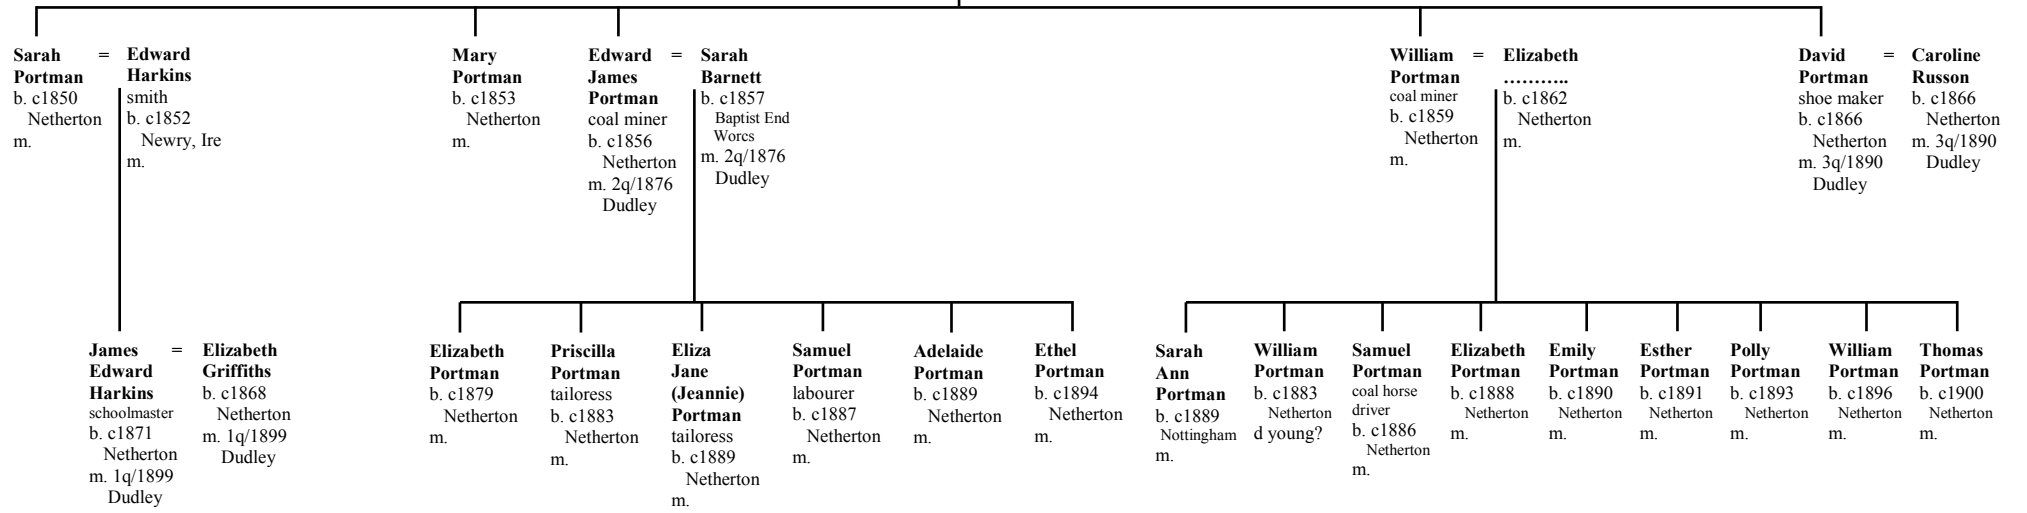 Sarah
Portman
b. c1850
Netherton
m.
=
Edward
Harkins
smith
b. c1852
Newry, Ire
m.
Mary
Portman
b. c1853
Netherton
m.
Edward
James
Portman
coal miner
b. c1856
Netherton
m. 2q/1876
Dudley
=
Sarah
Barnett
b. c1857
Baptist End
Worcs
m. 2q/1876
Dudley
William
Portman
coal miner
b. c1859
Netherton
m.
=
Elizabeth
……….
b. c1862
Netherton
m.
David
Portman
shoe maker
b. c1866
Netherton
m. 3q/1890
Dudley
=
Caroline
Russon
b. c1866
Netherton
m. 3q/1890
Dudley
James
Edward
Harkins
schoolmaster
b. c1871
Netherton
m. 1q/1899
Dudley
=
Elizabeth
Griffiths
b. c1868
Netherton
m. 1q/1899
Dudley
Elizabeth
Portman
b. c1879
Netherton
m.
Priscilla
Portman
tailoress
b. c1883
Netherton
m.
Eliza
Jane
(Jeannie)
Portman
tailoress
b. c1889
Netherton
m.
Samuel
Portman
labourer
b. c1887
Netherton
m.
Adelaide
Portman
b. c1889
Netherton
m.
Ethel
Portman
b. c1894
Netherton
m.
Sarah
Ann
Portman
b. c1889
Nottingham
m.
William
Portman
b. c1883
Netherton
d young?
Samuel
Portman
coal horse
driver
b. c1886
Netherton
m.
Elizabeth
Portman
b. c1888
Netherton
m.
Emily
Portman
b. c1890
Netherton
m.
Esther
Portman
b. c1891
Netherton
m.
Polly
Portman
b. c1893
Netherton
m.
William
Portman
b. c1896
Netherton
m.
Thomas
Portman
b. c1900
Netherton
m.